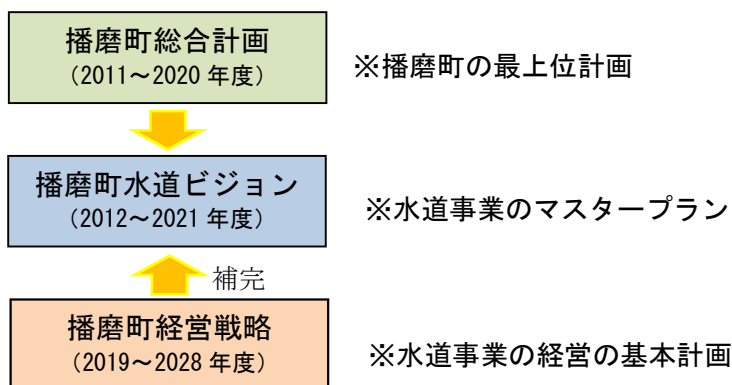 播磨町総合計画
（2011～2020 年度）
※播磨町の最上位計画
播磨町水道ビジョン
（2012～2021 年度）
※水道事業のマスタープラン
補完
播磨町経営戦略
（2019～2028 年度）
※水道事業の経営の基本計画